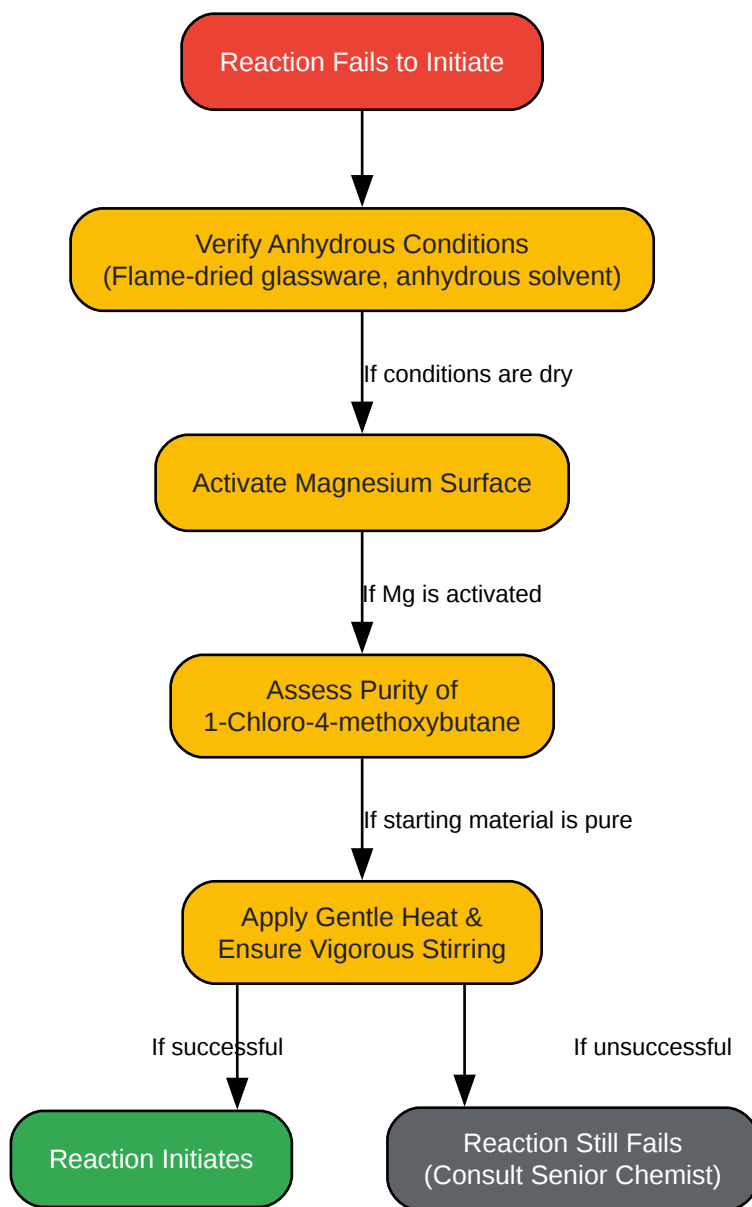 Reaction Fails to Initiate
Verify Anhydrous Conditions
(Flame-dried glassware, anhydrous solvent)
If conditions are dry
Activate Magnesium Surface
If Mg is activated
Assess Purity of
1-Chloro-4-methoxybutane
If starting material is pure
Apply Gentle Heat &
Ensure Vigorous Stirring
If successful
If unsuccessful
Reaction Initiates
Reaction Still Fails
(Consult Senior Chemist)